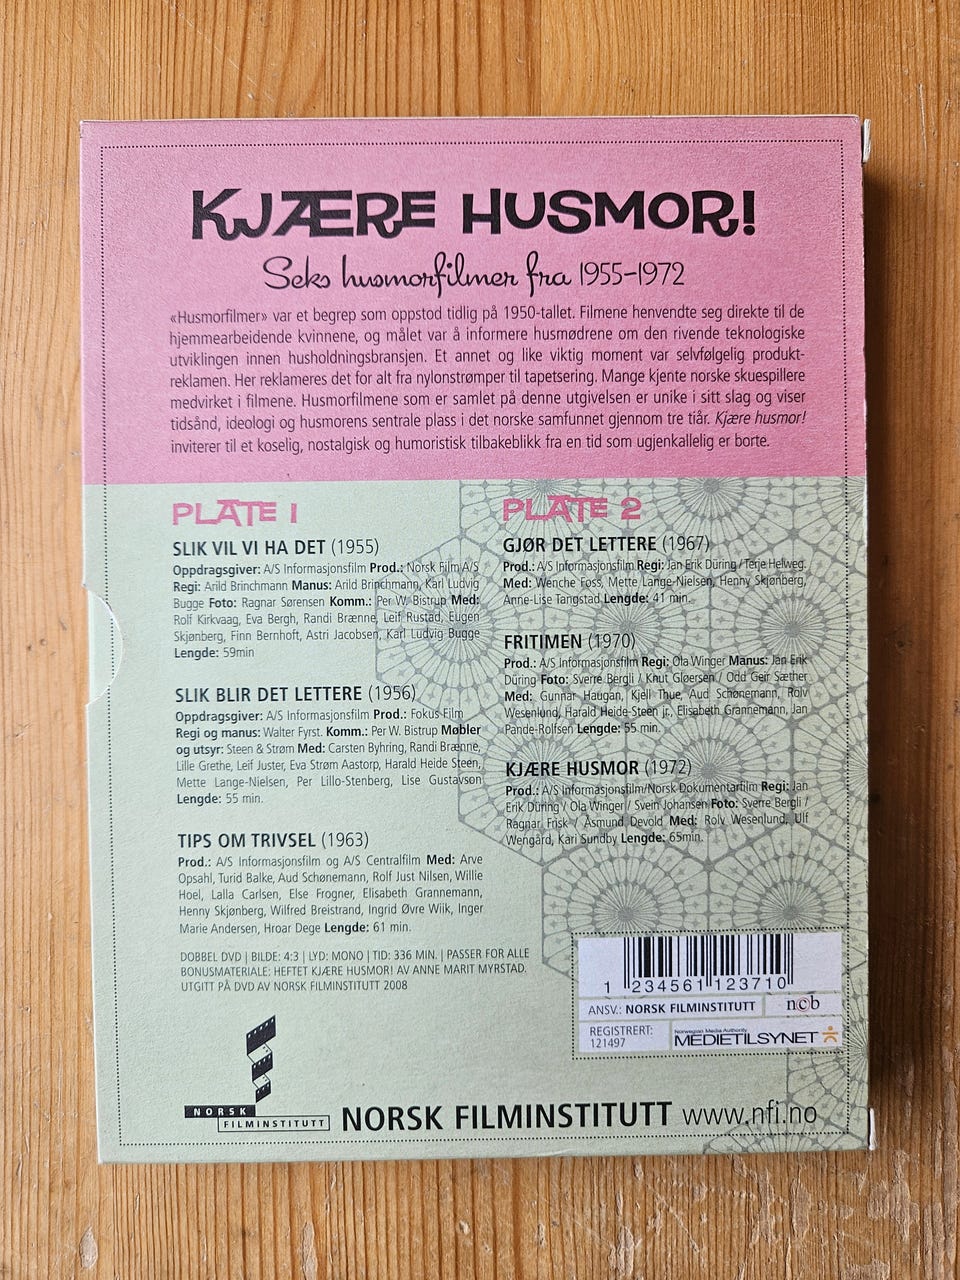 KJÆRE HUSMOR!
Seks husmorfilmer fra 1955-1972
«Husmorfilmer» var et begrep som oppstod tidlig på 1950-tallet. Filmene henvendte seg direkte til de
hjemmearbeidende kvinnene, og målet var å informere husmødrene om den rivende teknologiske
utviklingen innen husholdningsbransjen. Et annet og like viktig moment var selvfølgelig produkt-
reklamen. Her reklameres det for alt fra nylonstrømper til tapetsering. Mange kjente norske skuespillere
medvirket i filmene. Husmorfilmene som er samlet på denne utgivelsen er unike i sitt slag og viser
tidsånd, ideologi og husmorens sentrale plass i det norske samfunnet gjennom tre tiår. Kjære husmor!
inviterer til et koselig, nostalgisk og humoristisk tilbakeblikk fra en tid som ugjenkallelig er borte.
PLATE 1
SLIK VIL VI HA DET (1955)
Oppdragsgiver: A/S Informasjonsfilm Prod.: Norsk Film A/S
Regi: Arild Brinchmann Manus: Arild Brinchmann, Karl Ludvig
Bugge Foto: Ragnar Sørensen Komm.: Per W. Bistrup Med:
Rolf Kirkvaag, Eva Bergh, Randi Brænne, Leif Rustad, Eugen
Skjønberg, Finn Bernhoft, Astri Jacobsen, Karl Ludvig Bugge
Lengde: 59min
SLIK BLIR DET LETTERE (1956)
Oppdragsgiver: A/S Informasjonsfilm Prod.: Fokus Film
Regi og manus: Walter Fyrst. Komm.: Per W. Bistrup Møbler
og utsyr: Steen & Strøm Med: Carsten Byhring, Randi Brænne,
Lille Grethe, Leif Juster, Eva Strøm Aastorp, Harald Heide Steen,
Mette Lange-Nielsen, Per Lillo-Stenberg, Lise Gustavson
Lengde: 55 min.
TIPS OM TRIVSEL (1963)
Prod.: A/S Informasjonsfilm og A/S Centralfilm Med: Arve
Opsahl, Turid Balke, Aud Schønemann, Rolf Just Nilsen, Willie
Hoel, Lalla Carlsen, Else Frogner, Elisabeth Grannemann,
Henny Skjønberg, Wilfred Breistrand, Ingrid Øvre Wiik, Inger
Marie Andersen, Hroar Dege Lengde: 61 min.
PLATE 2
GJØR DET LETTERE (1967)
Prod.: A/S Informasjonsfilm Regi: Jan Erik Düring / Terje Hellweg.
Med: Wenche Foss, Mette Lange-Nielsen, Henny Skjønberg,
Anne-Lise Tangstad Lengde: 41 min.
FRITIMEN (1970)
Prod.: A/S Informasjonsfilm Regi: Ola Winger Manus: Jan Erik
Düring Foto: Sverre Bergli / Knut Gløersen / Odd Geir Sæther
Med: Gunnar Haugan, Kjell Thue, Aud Schønemann, Rolv
Wesenlund, Harald Heide-Steen jr., Elisabeth Grannemann, Jan
Pande-Rolfsen Lengde: 55 min.
KJÆRE HUSMOR (1972)
Prod.: A/S Informasjonsfilm/Norsk Dokumentarfilm Regi: Jan
Erik Düring / Ola Winger / Svein Johansen Foto: Sverre Bergli /
Ragnar Frisk / Åsmund Devold Med: Rolv Wesenlund, Ulf
Wengård, Kari Sundby Lengde: 65min.
DOBBEL DVD | BILDE: 4:3 | LYD: MONO | TID: 336 MIN. | PASSER FOR ALLE
BONUSMATERIALE: HEFTET KJÆRE HUSMOR! AV ANNE MARIT MYRSTAD.
UTGITT PÅ DVD AV NORSK FILMINSTITUTT 2008
1 234561 123710
ANSV.: NORSK FILMINSTITUTT
ncb
REGISTRERT:
121497
Norwegian Media Authority
MEDIETILSYNET
NORSK
FILMINSTITUTT
NORSK FILMINSTITUTT www.nfi.no